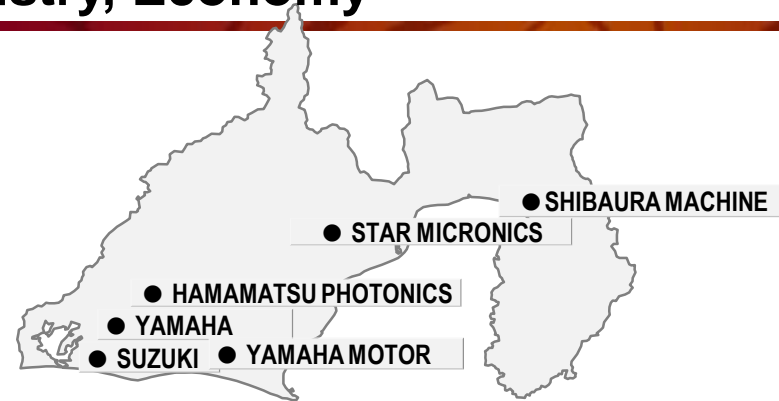 stry, Economy
● SHIBAURA MACHINE
● STAR MICRONICS
● HAMAMATSU PHOTONICS
● YAMAHA
● SUZUKI ● YAMAHA MOTOR